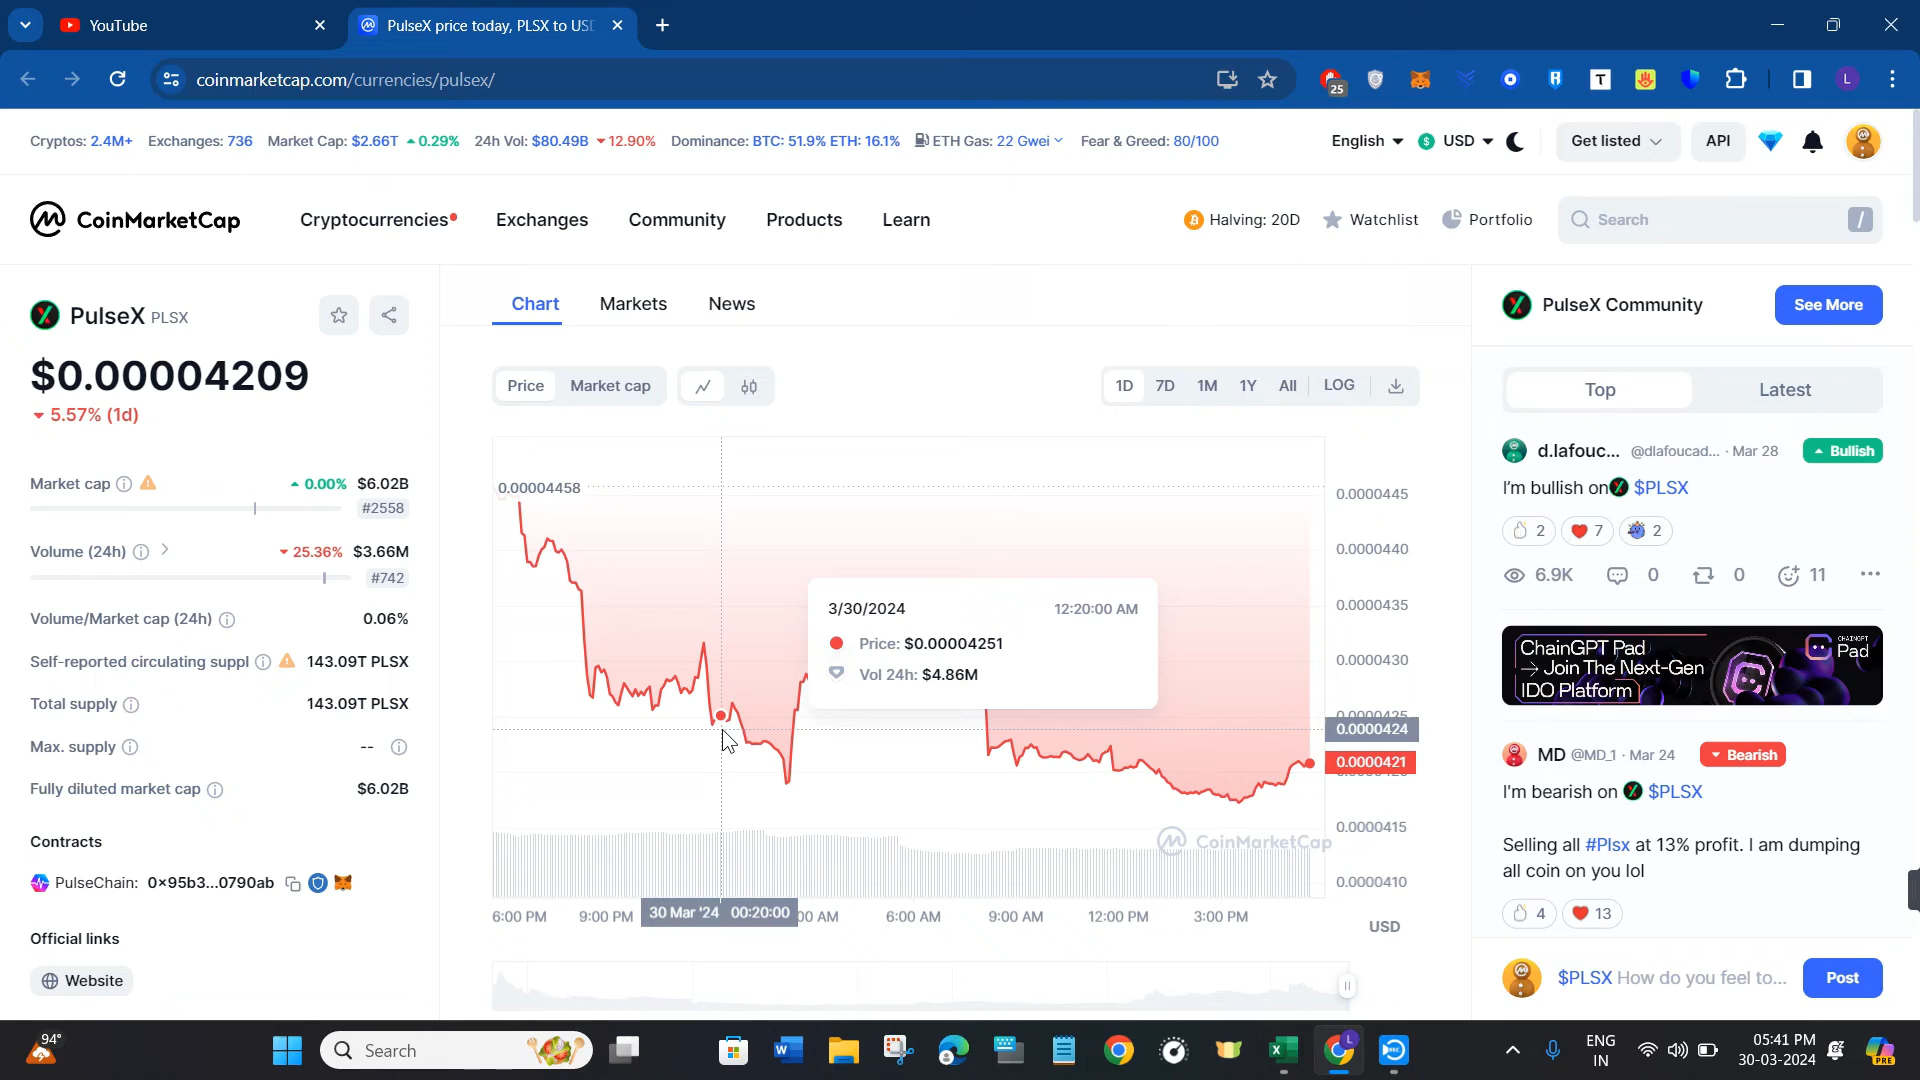 YouTube
PulseX price today, PLSX to USD
coinmarketcap.com/currencies/pulsex/
25
T
L
Cryptos: 2.4M+ Exchanges: 736 Market Cap: $2.66T 0.29% 24h Vol: $80.49B 12.90% Dominance: BTC: 51.9% ETH: 16.1% ETH Gas: 22 Gwei Fear & Greed: 80/100
English USD Get listed API
CoinMarketCap
Cryptocurrencies Exchanges Community Products Learn
Halving: 20D Watchlist Portfolio Search /
PulseX PLSX
$0.00004209
5.57% (1d)
Market cap 0.00% $6.02B
#2558
Volume (24h) 25.36% $3.66M
#742
Volume/Market cap (24h) 0.06%
Self-reported circulating suppl 143.09T PLSX
Total supply 143.09T PLSX
Max. supply --
Fully diluted market cap $6.02B
Contracts
PulseChain: 0x95b3...0790ab
Official links
Website
Chart Markets News
Price Market cap
1D 7D 1M 1Y All LOG
0.00004458
0.0000445
0.0000440
0.0000435
0.0000430
0.0000425
0.0000424
0.0000421
0.0000415
0.0000410
3/30/2024 12:20:00 AM
Price: $0.00004251
Vol 24h: $4.86M
CoinMarketCap
6:00 PM 9:00 PM 30 Mar '24 00:20:00 :00 AM 6:00 AM 9:00 AM 12:00 PM 3:00 PM
USD
PulseX Community See More
Top Latest
d.lafouc... @dlafoucad... · Mar 28 Bullish
I'm bullish on $PLSX
2 7 2
6.9K 0 0 11
ChainGPT Pad
→ Join The Next-Gen
IDO Platform
CHAINGPT
Pad
MD @MD_1 · Mar 24 Bearish
I'm bearish on $PLSX
Selling all #Plsx at 13% profit. I am dumping
all coin on you lol
4 13
$PLSX How do you feel to... Post
94°
Search
L
ENG
IN
05:41 PM
30-03-2024
PRE